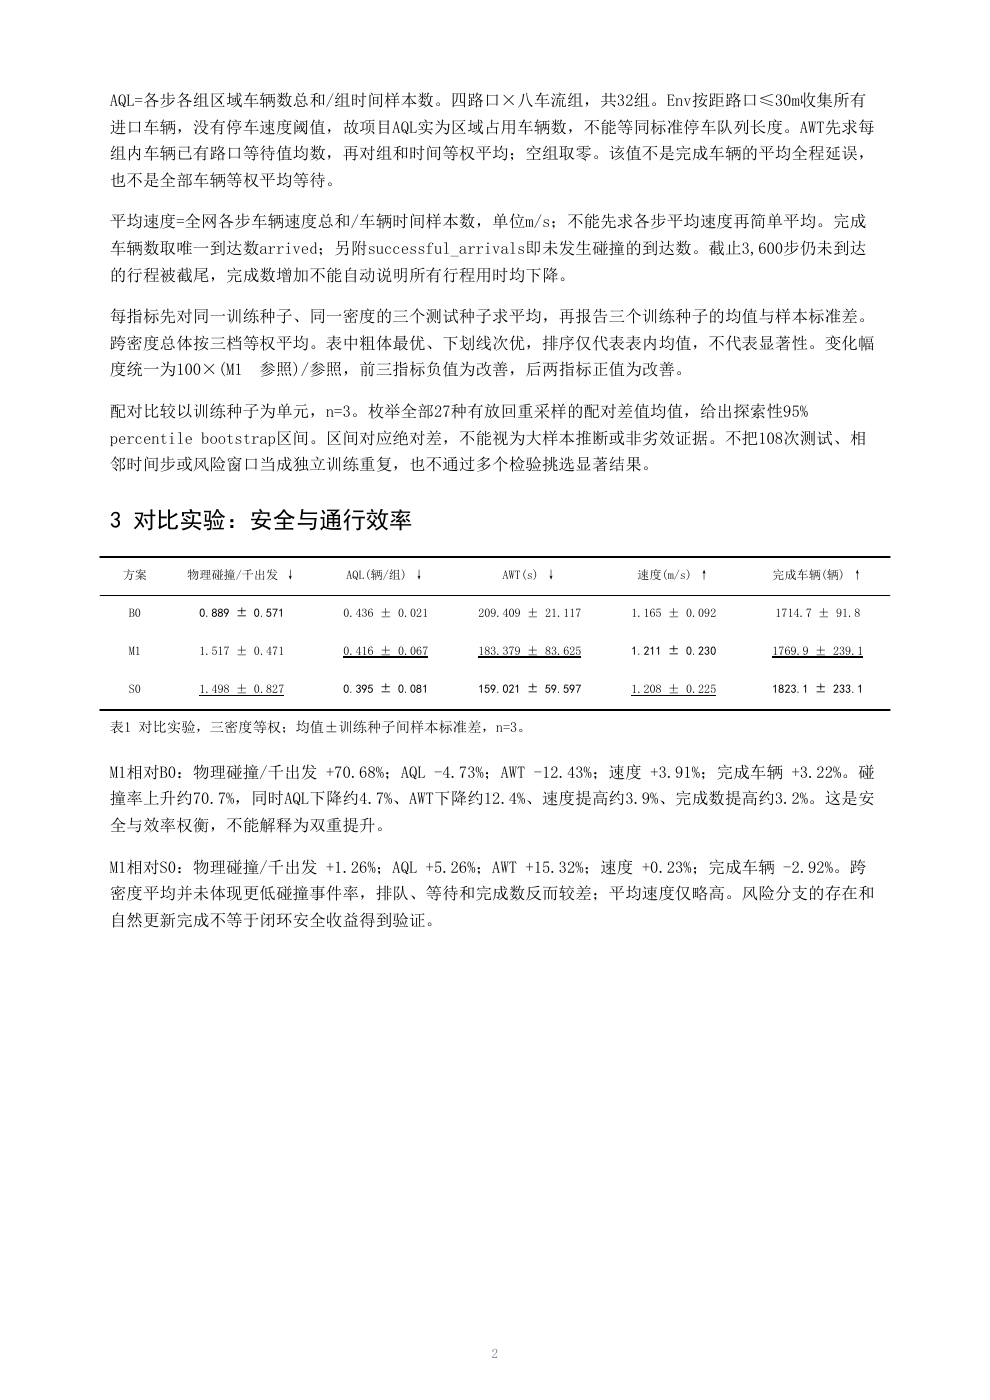 AQL=各步各组区域车辆数总和/组时间样本数。四路口×八车流组，共32组。Env按距路口≤30m收集所有
进口车辆，没有停车速度阈值，故项目AQL实为区域占用车辆数，不能等同标准停车队列长度。AWT先求每
组内车辆已有路口等待值均数，再对组和时间等权平均；空组取零。该值不是完成车辆的平均全程延误，
也不是全部车辆等权平均等待。
平均速度=全网各步车辆速度总和/车辆时间样本数，单位m/s；不能先求各步平均速度再简单平均。完成
车辆数取唯一到达数arrived；另附successful_arrivals即未发生碰撞的到达数。截止3,600步仍未到达
的行程被截尾，完成数增加不能自动说明所有行程用时均下降。
每指标先对同一训练种子、同一密度的三个测试种子求平均，再报告三个训练种子的均值与样本标准差。
跨密度总体按三档等权平均。表中粗体最优、下划线次优，排序仅代表表内均值，不代表显著性。变化幅
度统一为100×(M1 参照)/参照，前三指标负值为改善，后两指标正值为改善。
配对比较以训练种子为单元，n=3。枚举全部27种有放回重采样的配对差值均值，给出探索性95%
percentile bootstrap区间。区间对应绝对差，不能视为大样本推断或非劣效证据。不把108次测试、相
邻时间步或风险窗口当成独立训练重复，也不通过多个检验挑选显著结果。
3 对比实验：安全与通行效率
方案 物理碰撞/千出发 ↓ AQL(辆/组) ↓ AWT(s) ↓ 速度(m/s) ↑ 完成车辆(辆) ↑
B0 0.889 ± 0.571 0.436 ± 0.021 209.409 ± 21.117 1.165 ± 0.092 1714.7 ± 91.8
M1 1.517 ± 0.471 0.416 ± 0.067 183.379 ± 83.625 1.211 ± 0.230 1769.9 ± 239.1
S0 1.498 ± 0.827 0.395 ± 0.081 159.021 ± 59.597 1.208 ± 0.225 1823.1 ± 233.1
表1 对比实验，三密度等权；均值±训练种子间样本标准差，n=3。
M1相对B0：物理碰撞/千出发 +70.68%；AQL -4.73%；AWT -12.43%；速度 +3.91%；完成车辆 +3.22%。碰
撞率上升约70.7%，同时AQL下降约4.7%、AWT下降约12.4%、速度提高约3.9%、完成数提高约3.2%。这是安
全与效率权衡，不能解释为双重提升。
M1相对S0：物理碰撞/千出发 +1.26%；AQL +5.26%；AWT +15.32%；速度 +0.23%；完成车辆 -2.92%。跨
密度平均并未体现更低碰撞事件率，排队、等待和完成数反而较差；平均速度仅略高。风险分支的存在和
自然更新完成不等于闭环安全收益得到验证。
2